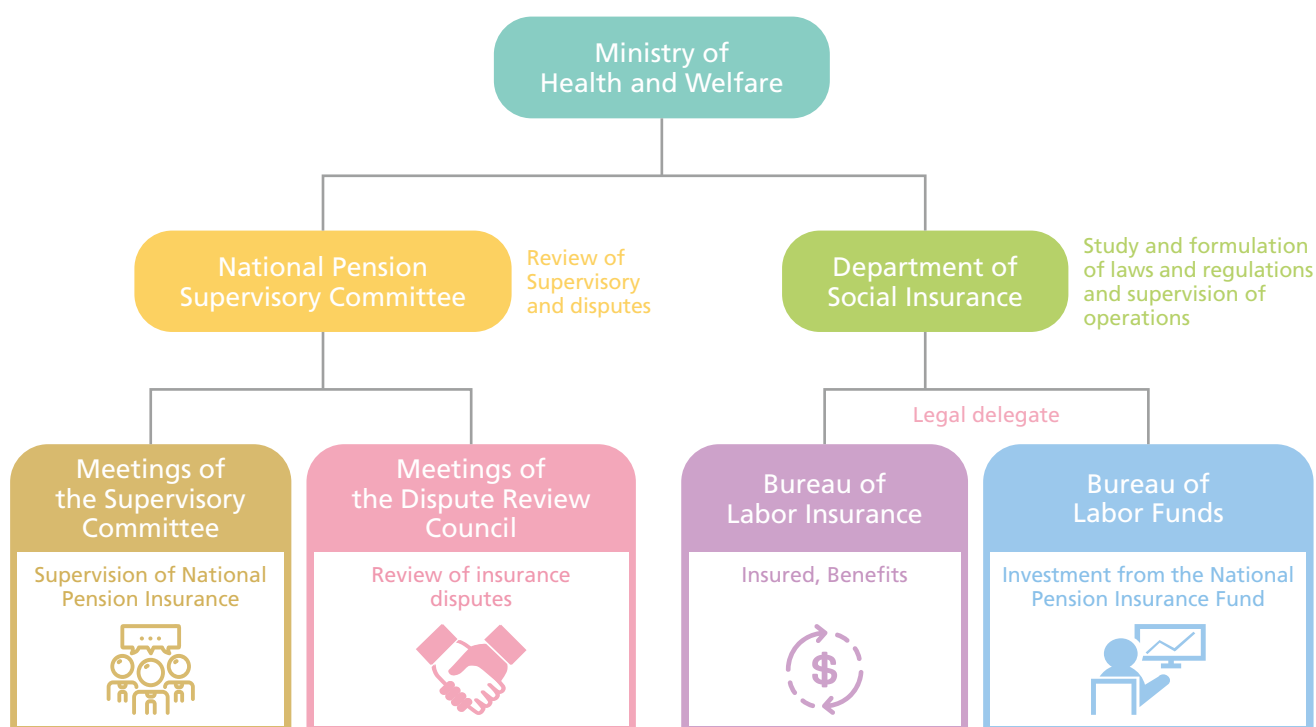 Ministry of
Health and Welfare
National Pension
Supervisory Committee
Review of
Supervisory
and disputes
Department of
Social Insurance
Study and formulation
of laws and regulations
and supervision of
operations
Legal delegate
Meetings of
the Supervisory
Committee
Supervision of National
Pension Insurance
Meetings of
the Dispute Review
Council
Review of insurance
disputes
Bureau of
Labor Insurance
Insured, Benefits
$
Bureau of
Labor Funds
Investment from the National
Pension Insurance Fund